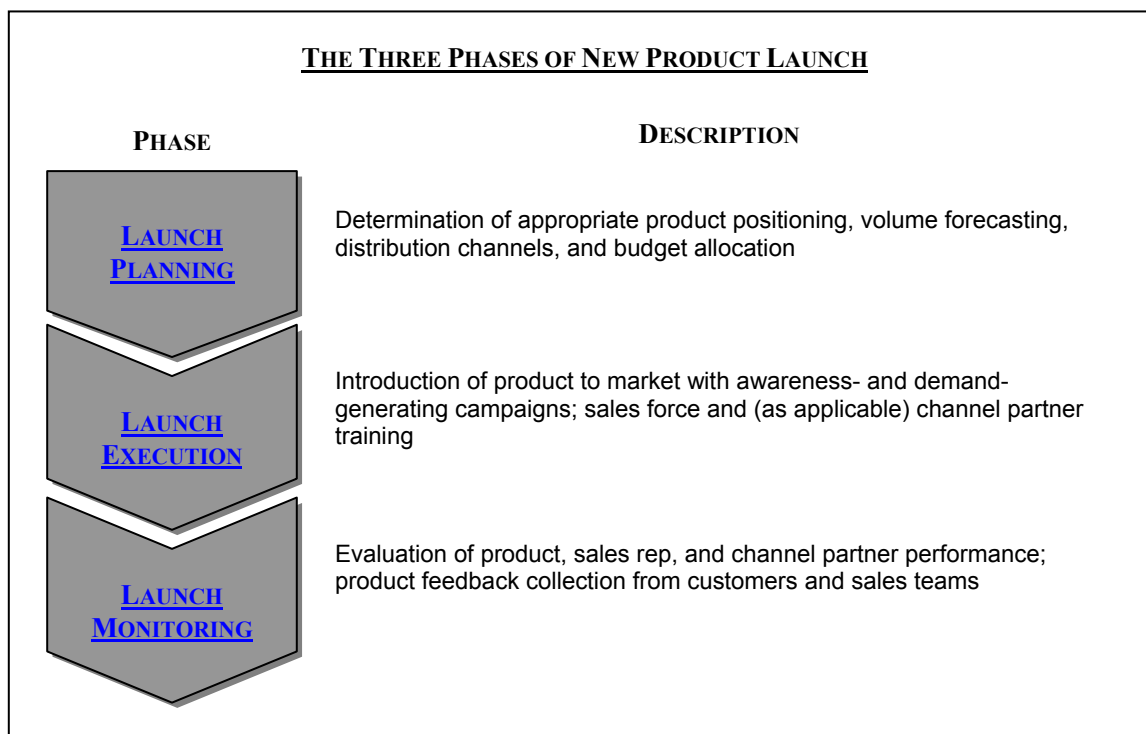 THE THREE PHASES OF NEW PRODUCT LAUNCH
PHASE
DESCRIPTION
LAUNCH
PLANNING
Determination of appropriate product positioning, volume forecasting,
distribution channels, and budget allocation
LAUNCH
EXECUTION
Introduction of product to market with awareness- and demand-
generating campaigns; sales force and (as applicable) channel partner
training
LAUNCH
MONITORING
Evaluation of product, sales rep, and channel partner performance;
product feedback collection from customers and sales teams